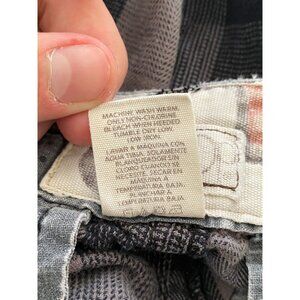 MACHINE WASH WARM,
ONLY NON-CHLORINE
BLEACH WHEN NEEDED
TUMBLE DRY LOW
LOW IRON.
LAVAR A MAQUINA CON
AGUA TIBIA, SOLAMENTE
BLANQUEADOR SIN
CLORO CUANDO SE
NECESITE, SECAR
A MAQUINA A
TEMPERATURA BAJA,
PLANCHAR A
TEMPERATURA BAJA.